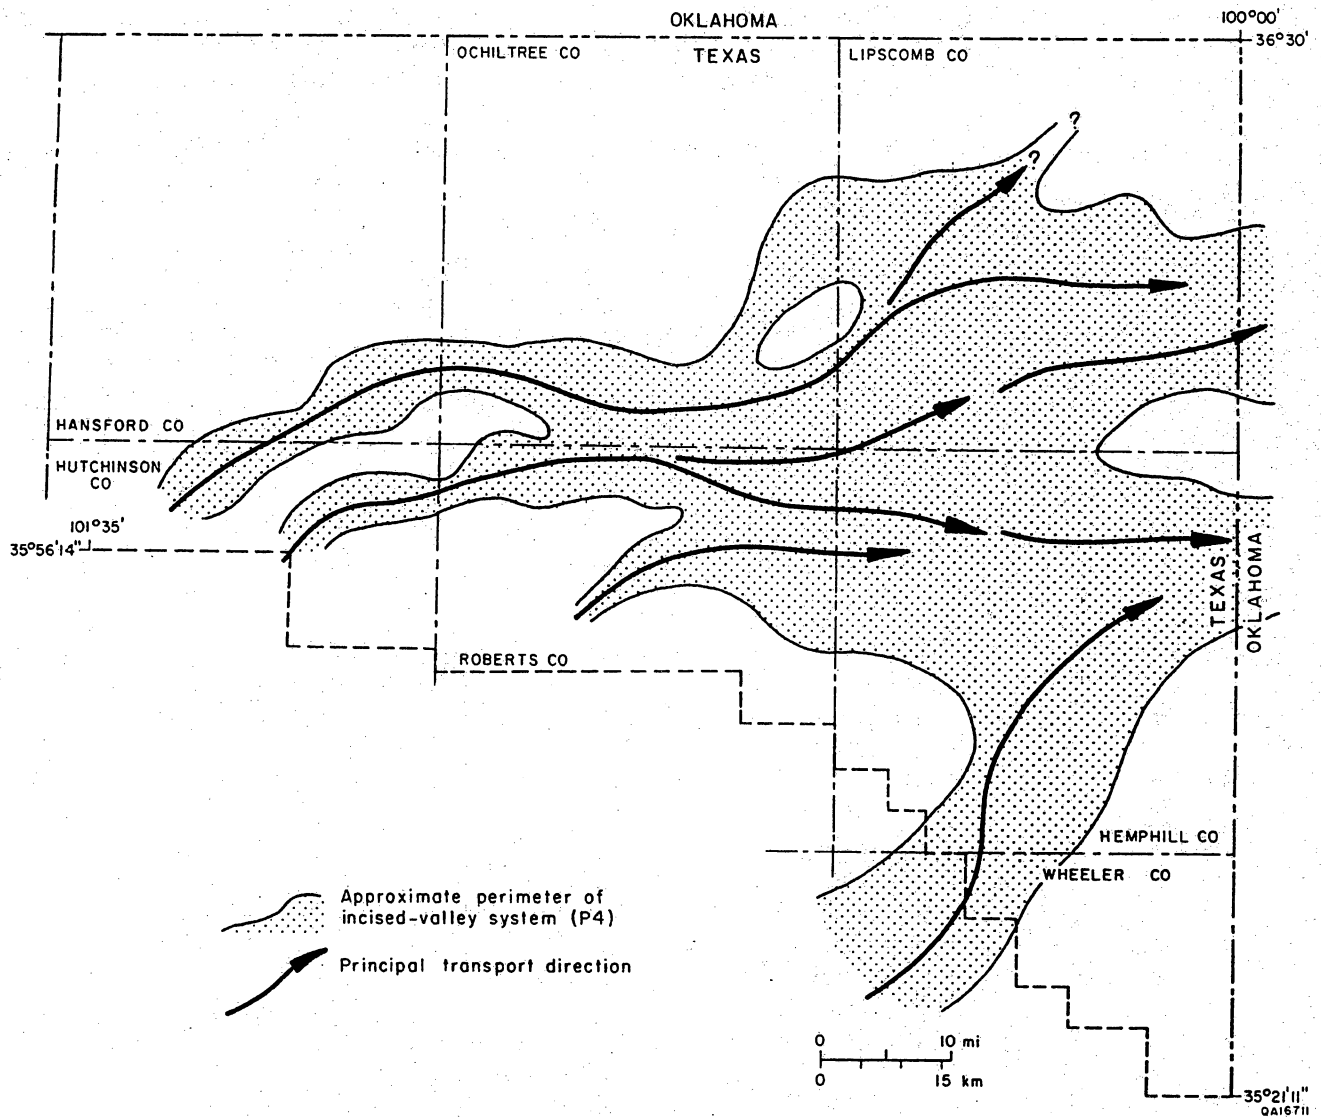 OKLAHOMA
100°00'
36°30'
OCHILTREE CO
TEXAS
LIPSCOMB CO
?
?
HANSFORD CO
HUTCHINSON
CO
101°35'
35°56'14"
TEXAS
OKLAHOMA
ROBERTS CO
HEMPHILL CO
WHEELER CO
Approximate perimeter of
incised-valley system (P4)
Principal transport direction
0 10 mi
0 15 km
35°21'11"
QA16711